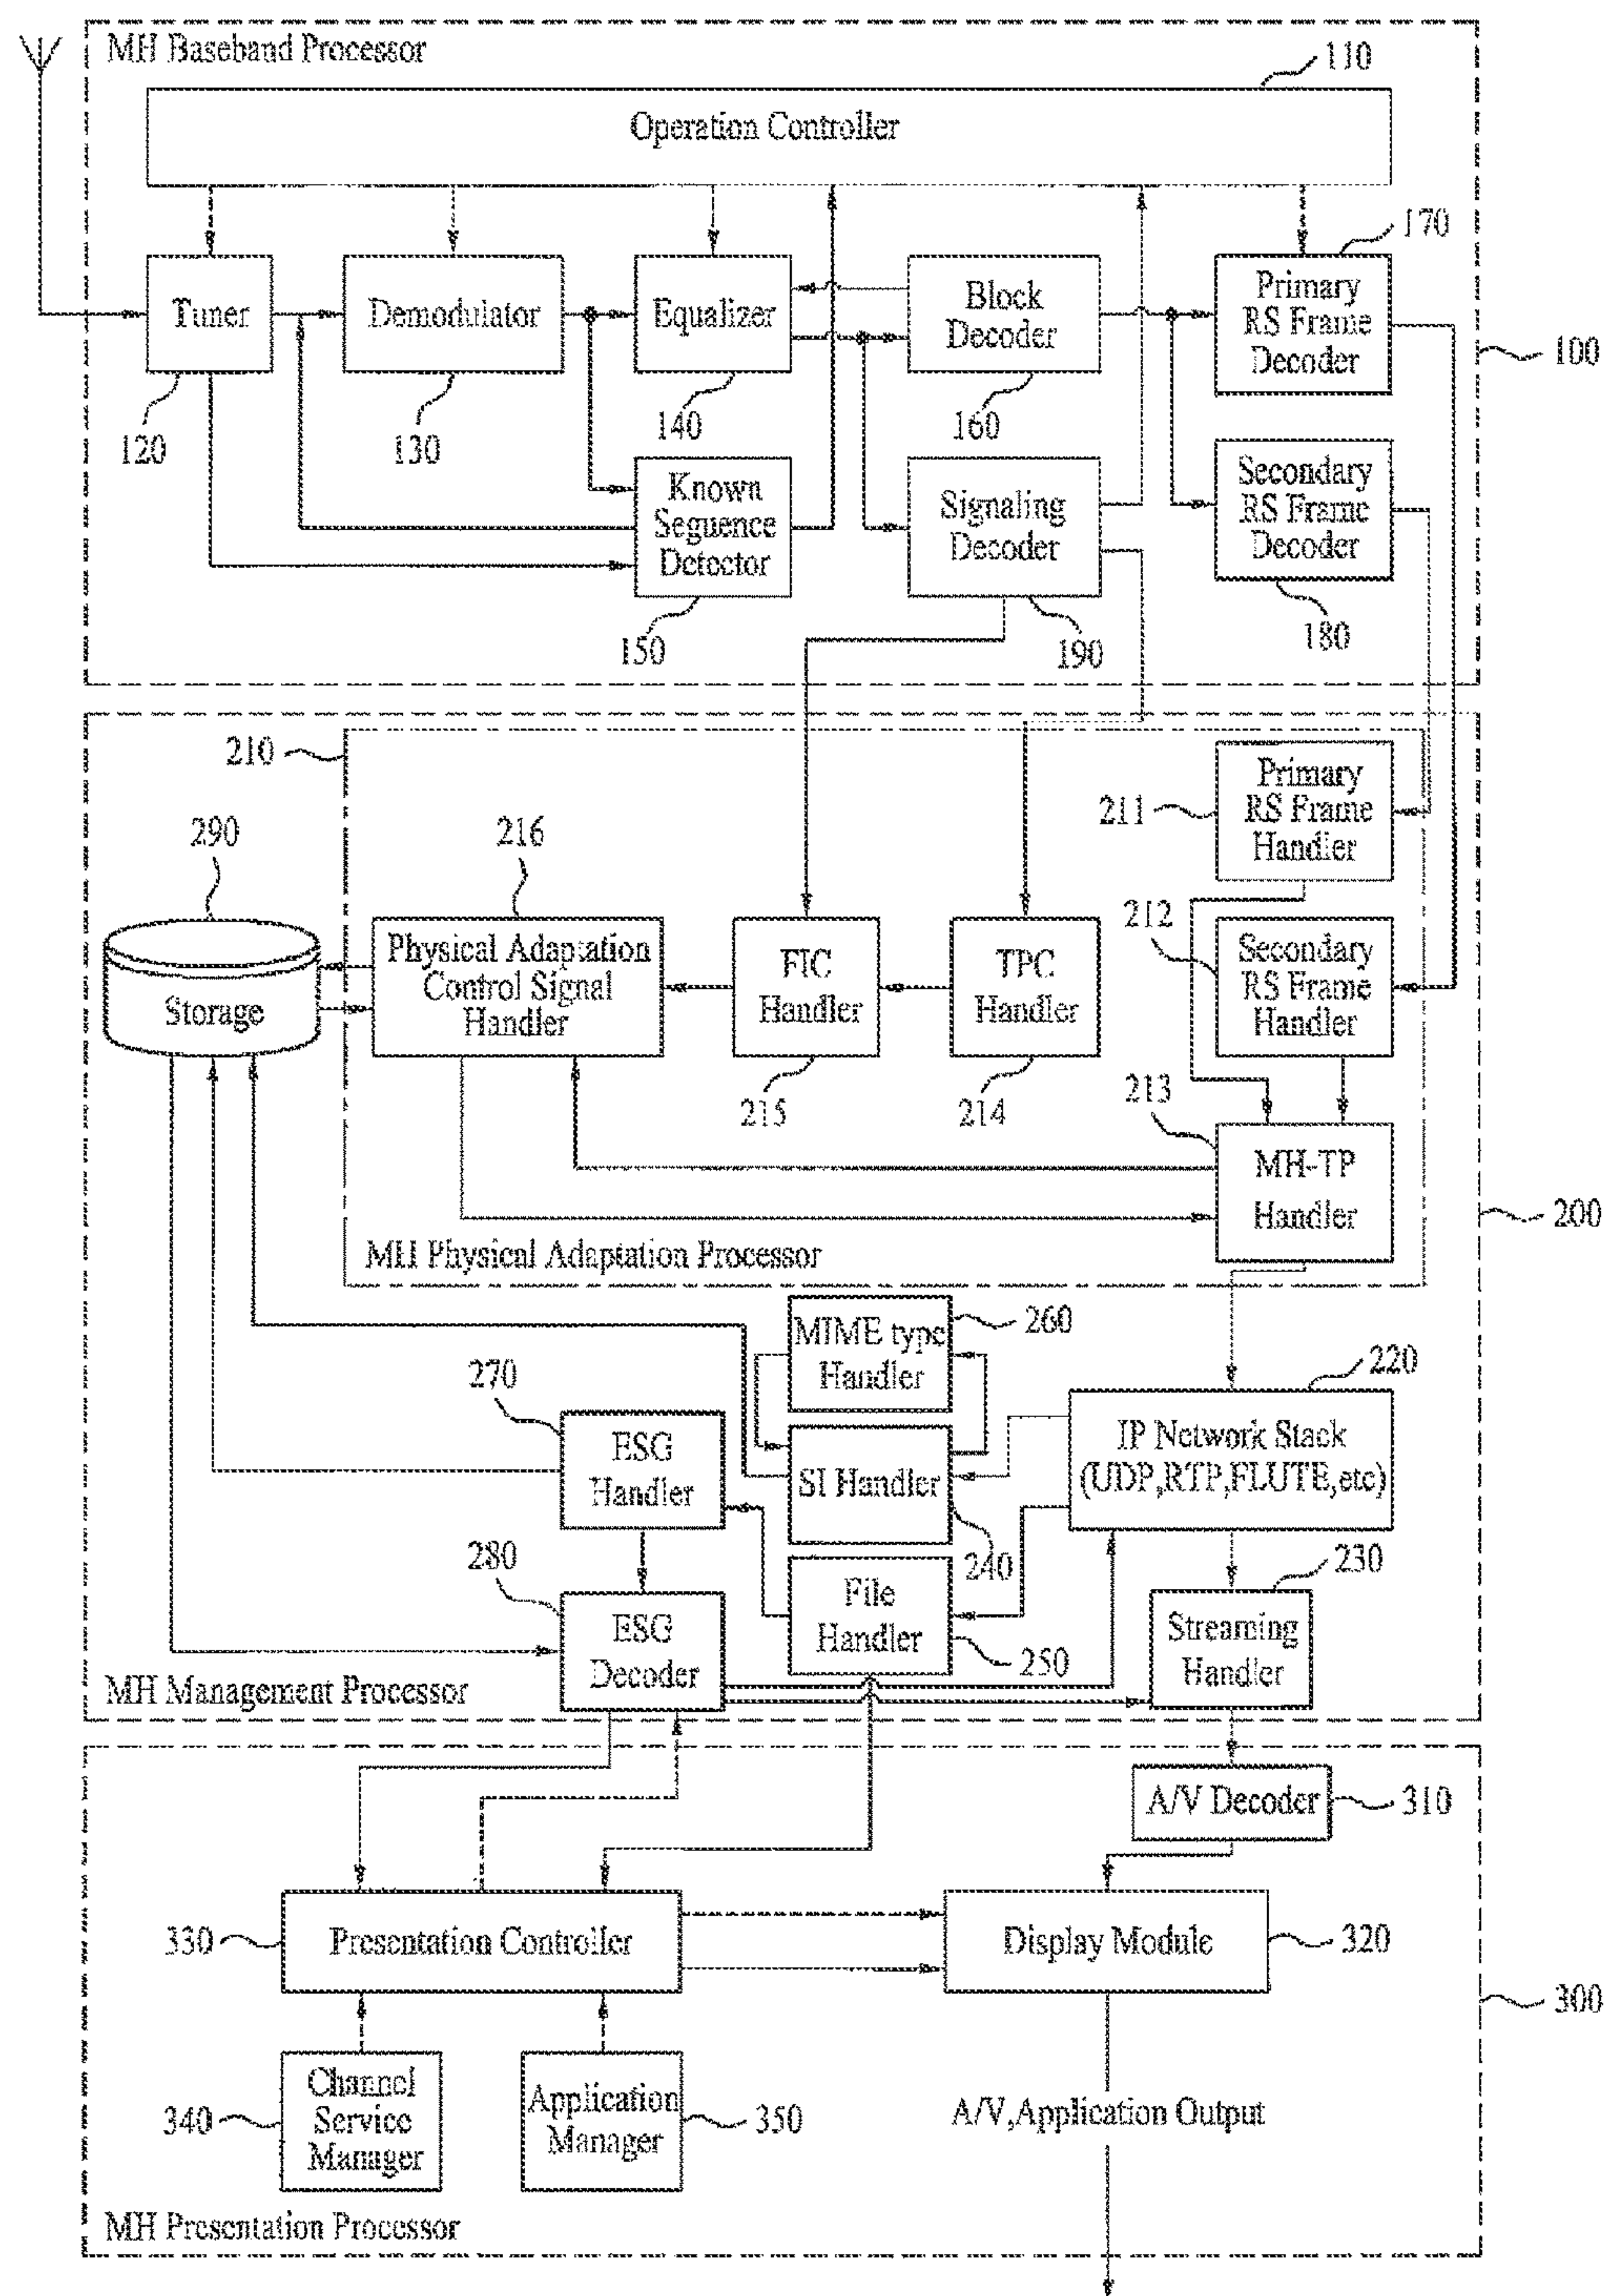 MH Baseband Processor
110
Operation Controller
170
Tuner
Demodulator
Equalizer
Block
Decoder
Primary
RS Frame
Decoder
100
120
130
140
160
Known
Seguence
Detector
Signaling
Decoder
Secondary
RS Frame
Decoder
150
190
180
210
Primary
RS Frame
Handler
211
290
216
212
Storage
Physical Adaptation
Control Signal
Handler
FIC
Handler
TPC
Handler
Secondary
RS Frame
Handler
215
214
213
MH-TP
Handler
200
MH Physical Adaptation Processor
MIME type
Handler
260
270
220
ESG
Handler
SI Handler
IP Network Stack
(UDP,RTP,FLUTE,etc)
280
240
230
ESG
Decoder
File
Handler
250
Streaming
Handler
MH Management Processor
A/V Decoder
310
330
Presentation Controller
Display Module
320
300
340
Channel
Service
Manager
Application
Manager
350
A/V,Application Output
MH Presentation Processor